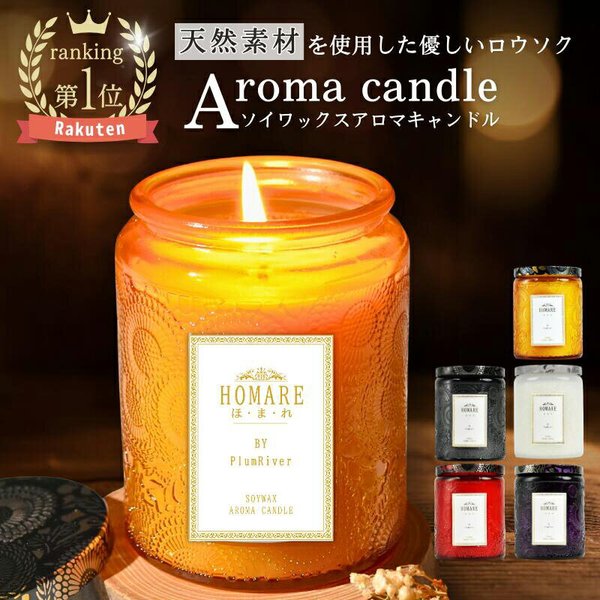 ranking
第1位
Rakuten
天然素材を使用した優しいロウソク
Aroma candle
ソイワックスアロマキャンドル
HOMARE
ほ・ま・れ
BY
PlumRiver
SOYWAX
AROMA CANDLE
HOMARE
HOMARE
HOMARE
HOMARE
HOMARE